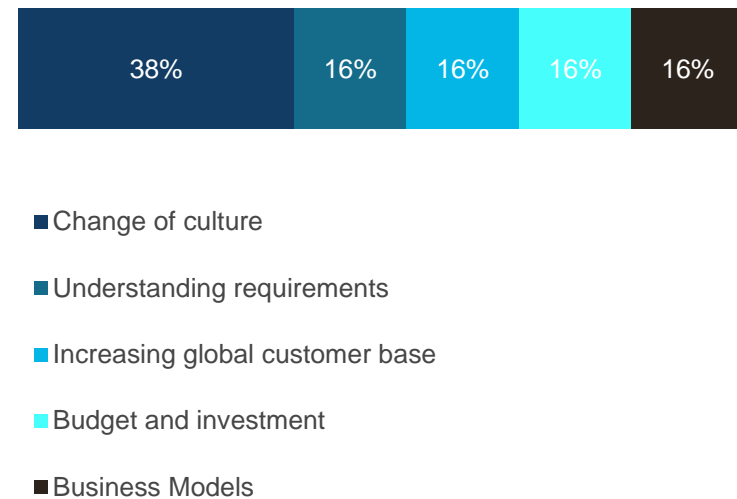 38% 16% 16% 16% 16%
Change of culture
Understanding requirements
Increasing global customer base
Budget and investment
Business Models